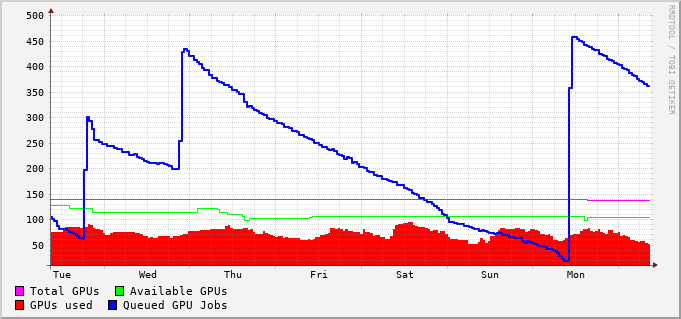 500
450
400
350
300
250
200
150
100
50
Tue Wed Thu Fri Sat Sun Mon
Total GPUs Available GPUs
GPUs used Queued GPU Jobs
RRDTOOL / TOBI OETIKER